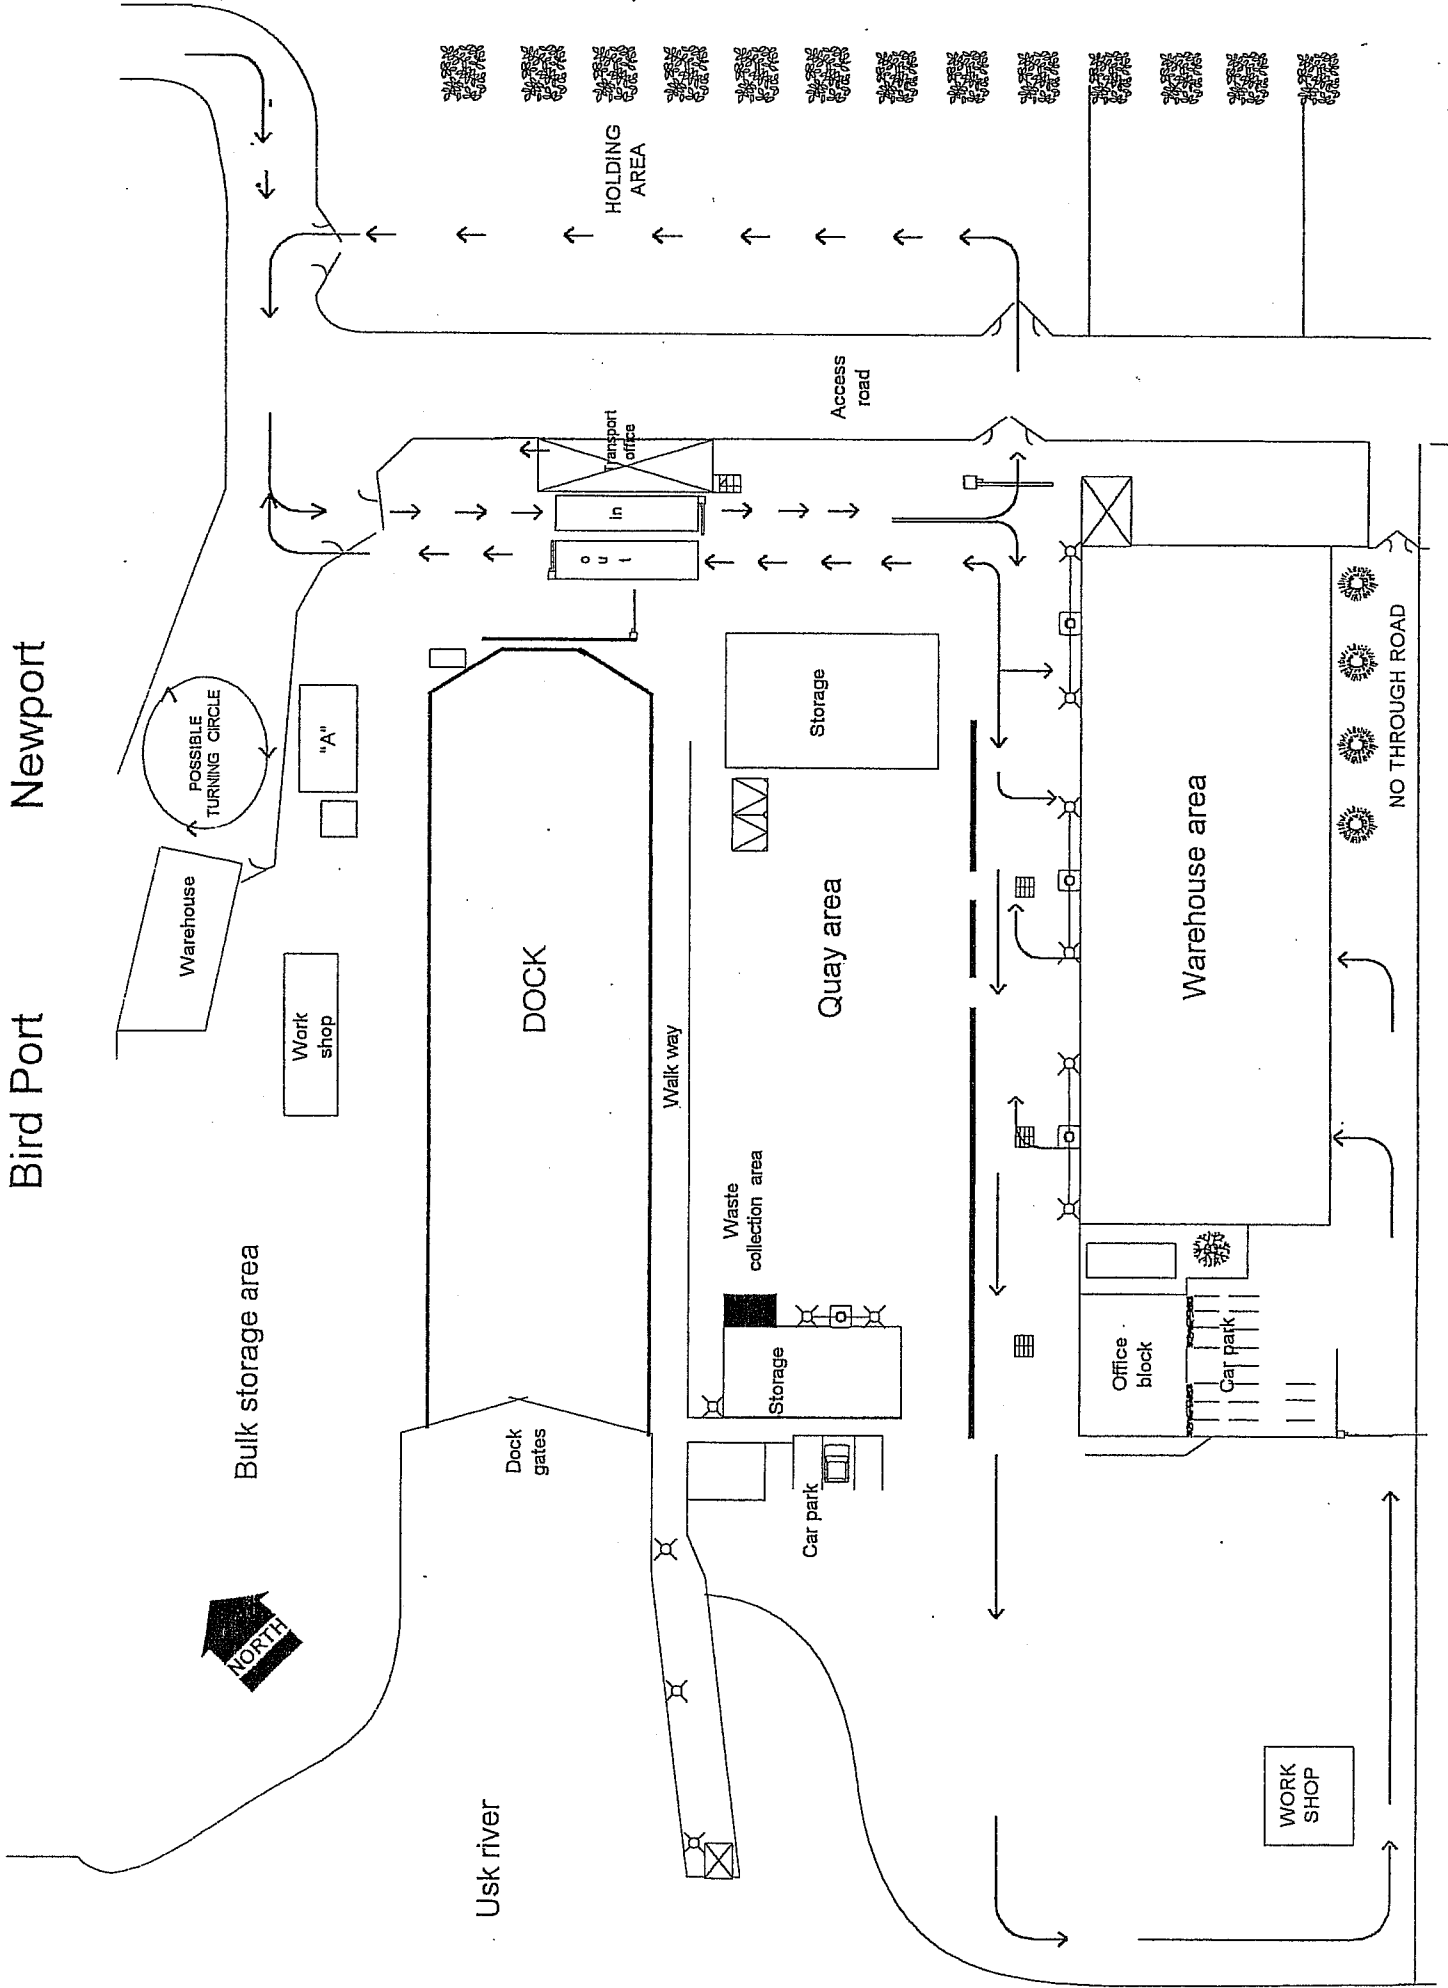 Bird Port Newport
POSSIBLE
TURNING CIRCLE
"A"
Warehouse
Work
shop
Bulk storage area
NORTH
DOCK
Dock
gates
Usk river
Walk way
Waste
collection area
Storage
Car park
Quay area
Storage
out
In
Transport
office
Access
road
HOLDING
AREA
Warehouse area
Office
block
Car park
NO THROUGH ROAD
WORK
SHOP